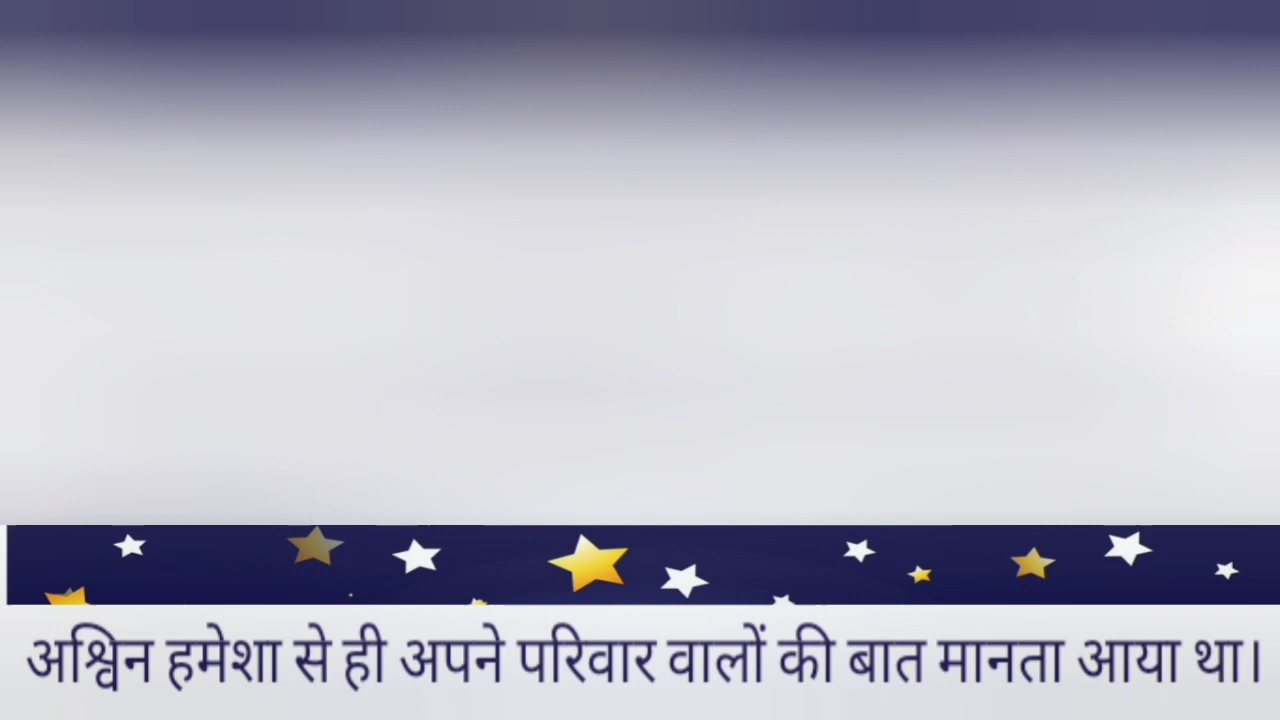 अश्विन हमेशा से ही अपने परिवार वालों की बात मानता आया था।